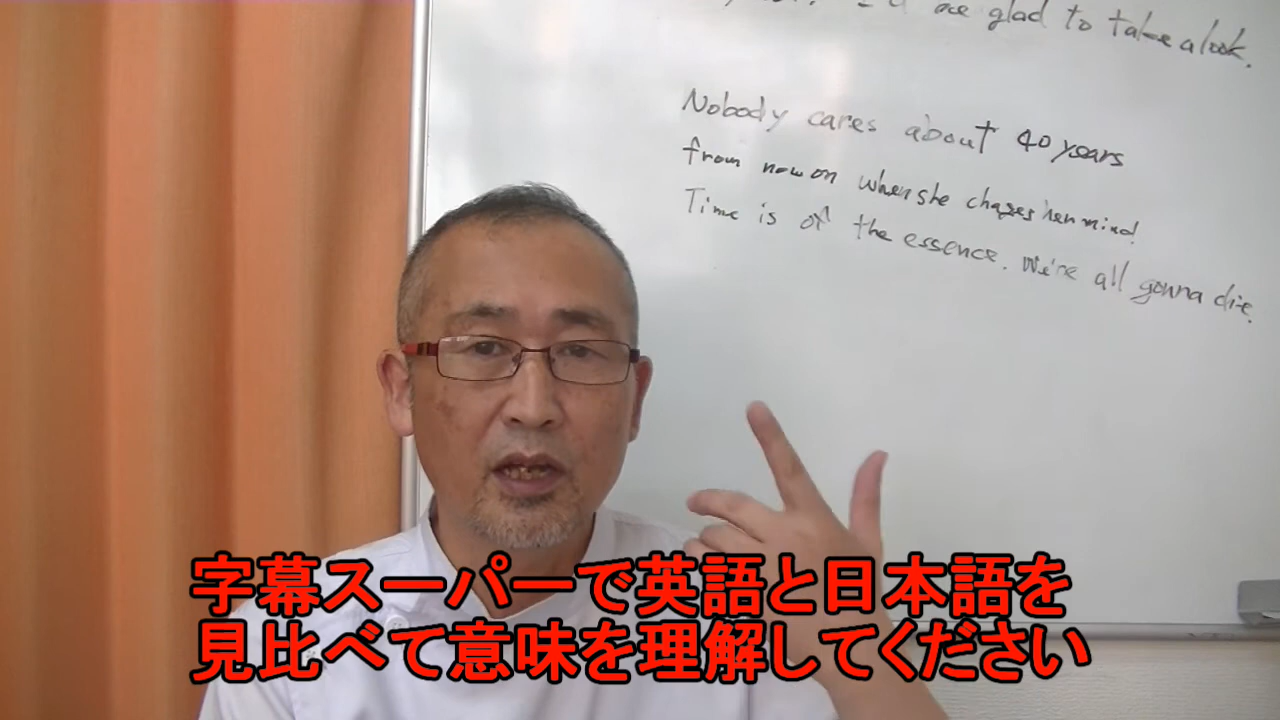 are glad to take a look.
Nobody cares about 40 years
from now on when she chages her mind.
Time is of the essence. We're all gonna die.
字幕スーパーで英語と日本語を
見比べて意味を理解してください